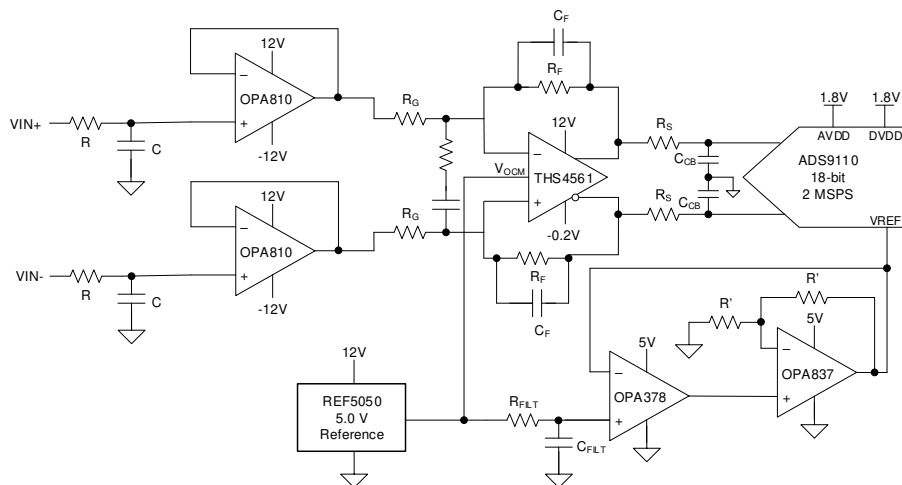 CF
12V
RF
OPA810
RG
VIN+
R
C
-12V
12V
RS
CCB
1.8V
1.8V
AVDD
DVDD
ADS9110
18-bit
2 MSPS
VREF
VOCM
THS4561
-0.2V
12V
OPA810
RG
RS
CCB
RF
CF
VIN-
R
C
-12V
R'
R'
5V
5V
OPA378
OPA837
12V
REF5050
5.0 V
Reference
RFILT
CFILT